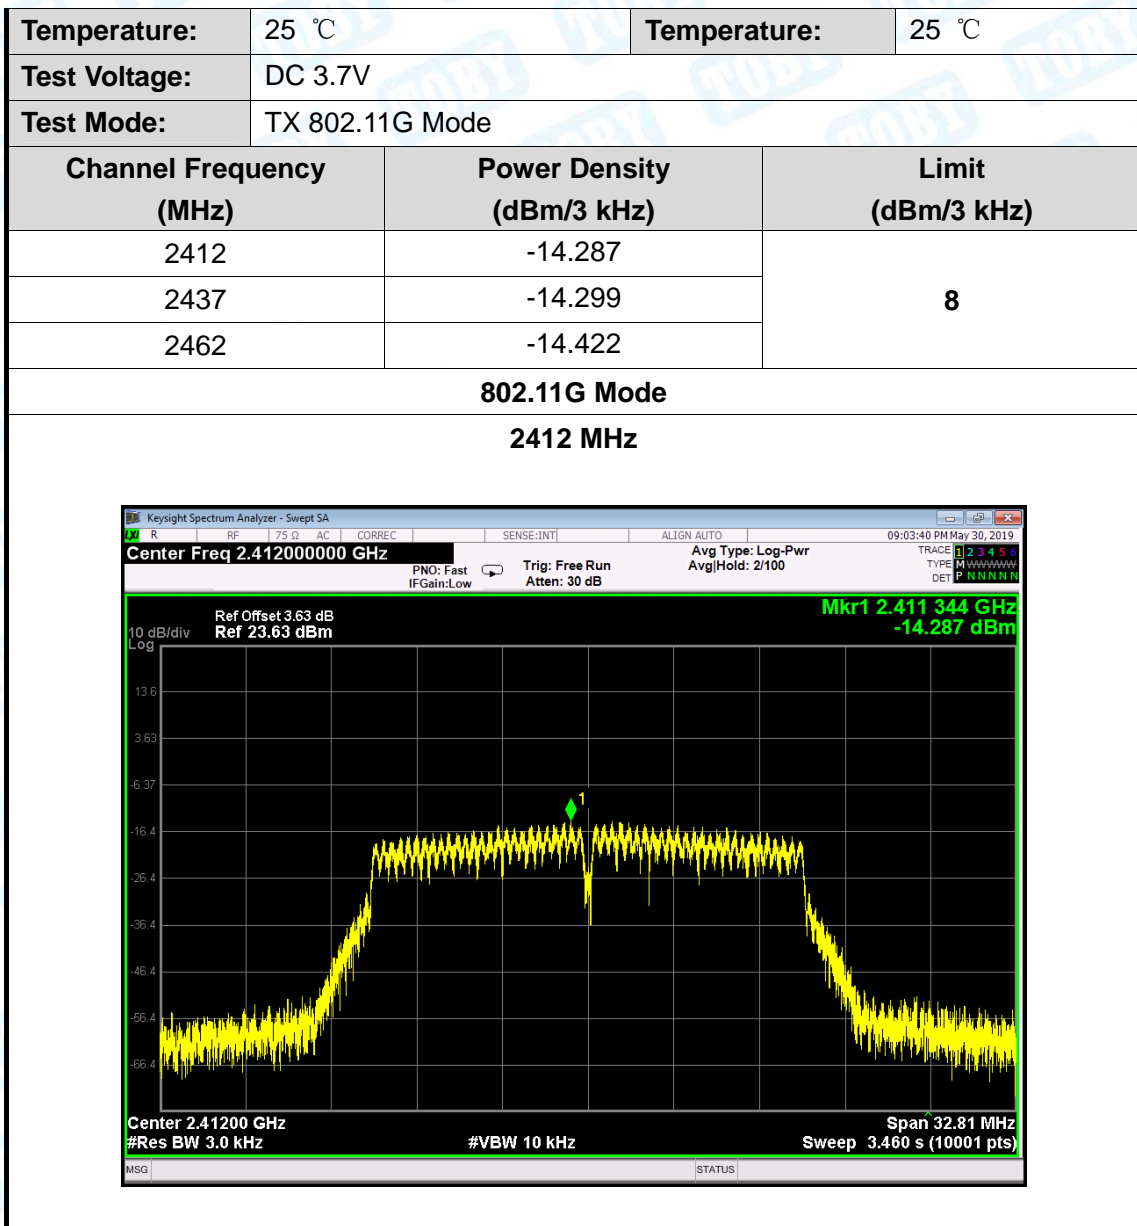 Temperature: 25 ℃ Temperature: 25 ℃
Test Voltage: DC 3.7V
Test Mode: TX 802.11G Mode
Channel Frequency (MHz) Power Density (dBm/3 kHz) Limit (dBm/3 kHz)
2412 -14.287
2437 -14.299 8
2462 -14.422
802.11G Mode
2412 MHz
Keysight Spectrum Analyzer - Swept SA
LXI R RF 75 Ω AC CORREC SENSE:INT ALIGN AUTO 09:03:40 PM May 30, 2019
Center Freq 2.412000000 GHz Avg Type: Log-Pwr TRACE 1 2 3 4 5 6
PNO: Fast Trig: Free Run Avg|Hold: 2/100 TYPE M WWWWW
IFGain:Low Atten: 30 dB DET P N N N N N
Mkr1 2.411 344 GHz
Ref Offset 3.63 dB
10 dB/div Ref 23.63 dBm -14.287 dBm
Log
13.6
3.63
-6.37
1
-16.4
-26.4
-36.4
-46.4
-56.4
-66.4
Center 2.41200 GHz Span 32.81 MHz
#Res BW 3.0 kHz #VBW 10 kHz Sweep 3.460 s (10001 pts)
MSG STATUS
TOBY